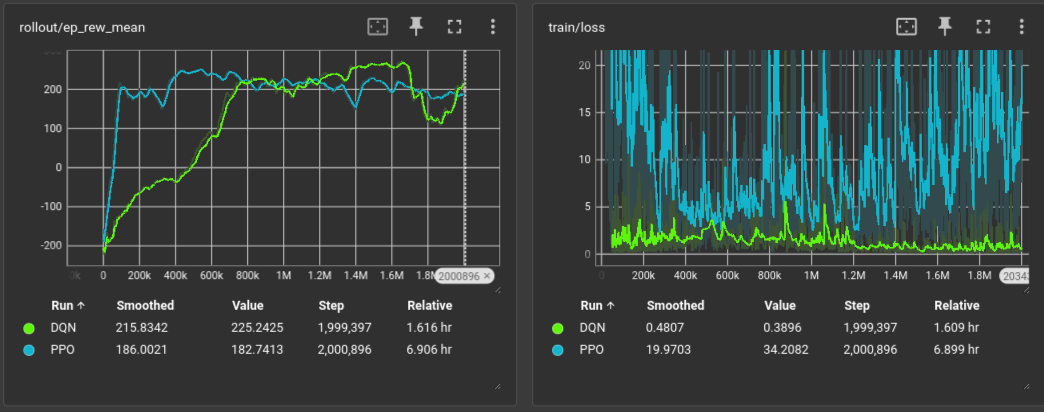 rollout/ep_rew_mean
200
100
0
-100
-200
0 200k 400k 600k 800k 1M 1.2M 1.4M 1.6M 1.8M 2000896 ×
Run ↑ Smoothed Value Step Relative
DQN 215.8342 225.2425 1,999,397 1.616 hr
PPO 186.0021 182.7413 2,000,896 6.906 hr
train/loss
20
15
10
5
0
0 200k 400k 600k 800k 1M 1.2M 1.4M 1.6M 1.8M
Run ↑ Smoothed Value Step Relative
DQN 0.4807 0.3896 1,999,397 1.609 hr
PPO 19.9703 34.2082 2,000,896 6.899 hr